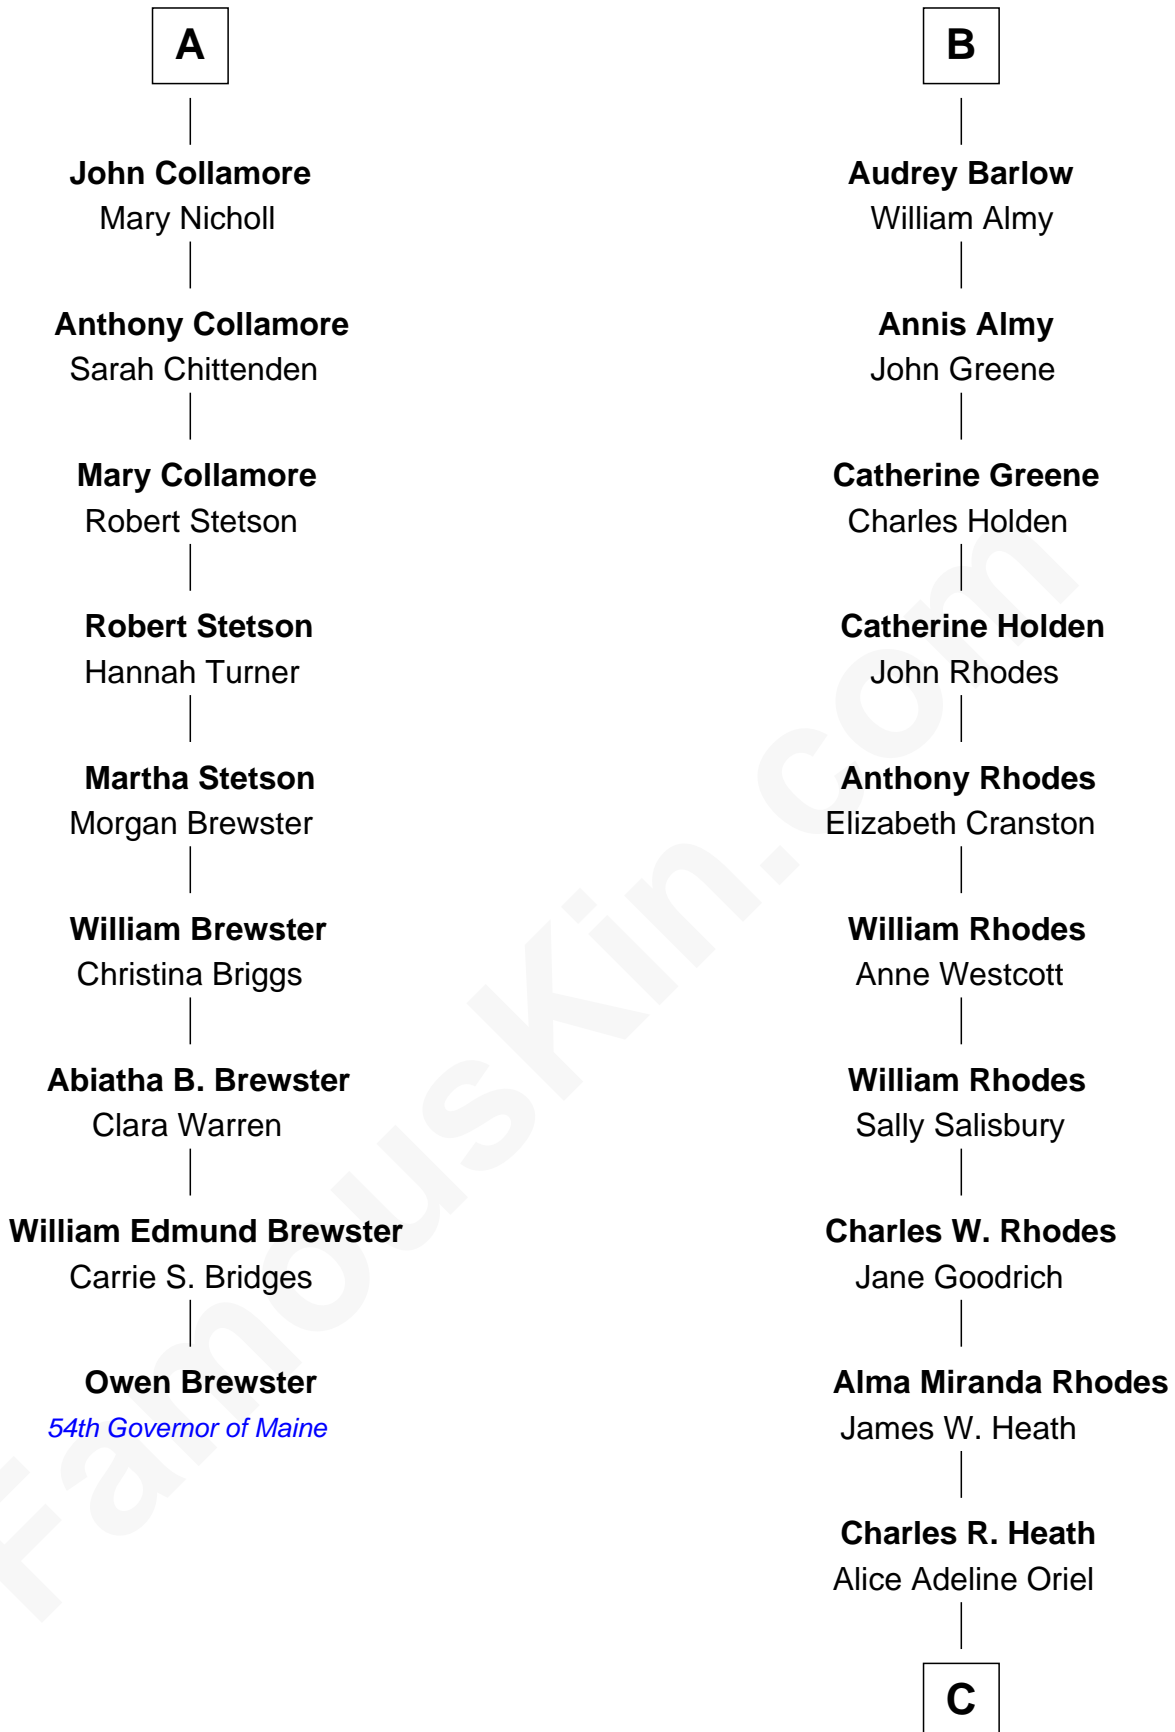 A
John Collamore
Mary Nicholl
Anthony Collamore
Sarah Chittenden
Mary Collamore
Robert Stetson
Robert Stetson
Hannah Turner
Martha Stetson
Morgan Brewster
William Brewster
Christina Briggs
Abiatha B. Brewster
Clara Warren
William Edmund Brewster
Carrie S. Bridges
Owen Brewster
54th Governor of Maine
B
Audrey Barlow
William Almy
Annis Almy
John Greene
Catherine Greene
Charles Holden
Catherine Holden
John Rhodes
Anthony Rhodes
Elizabeth Cranston
William Rhodes
Anne Westcott
William Rhodes
Sally Salisbury
Charles W. Rhodes
Jane Goodrich
Alma Miranda Rhodes
James W. Heath
Charles R. Heath
Alice Adeline Oriel
C
FamousKin.com